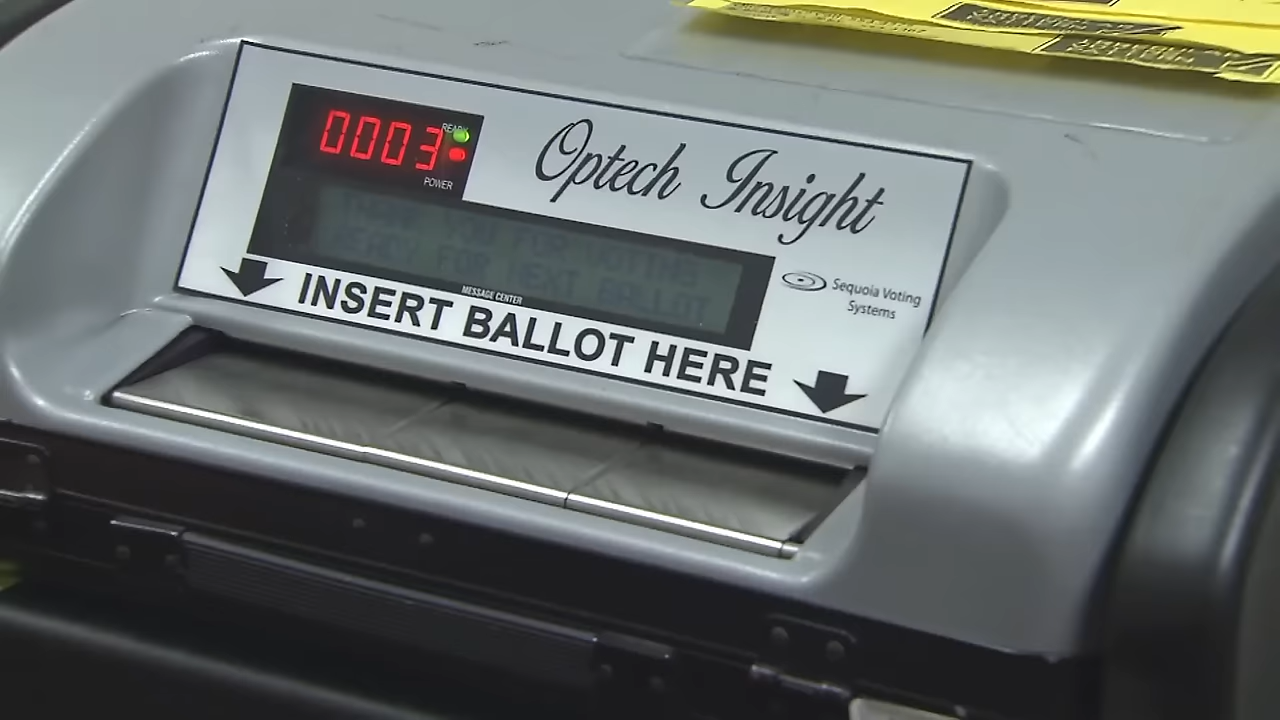 0003
READY
POWER
Optech Insight
THANK YOU FOR VOTING
READY FOR NEXT BALLOT
MESSAGE CENTER
Sequoia Voting
Systems
INSERT BALLOT HERE